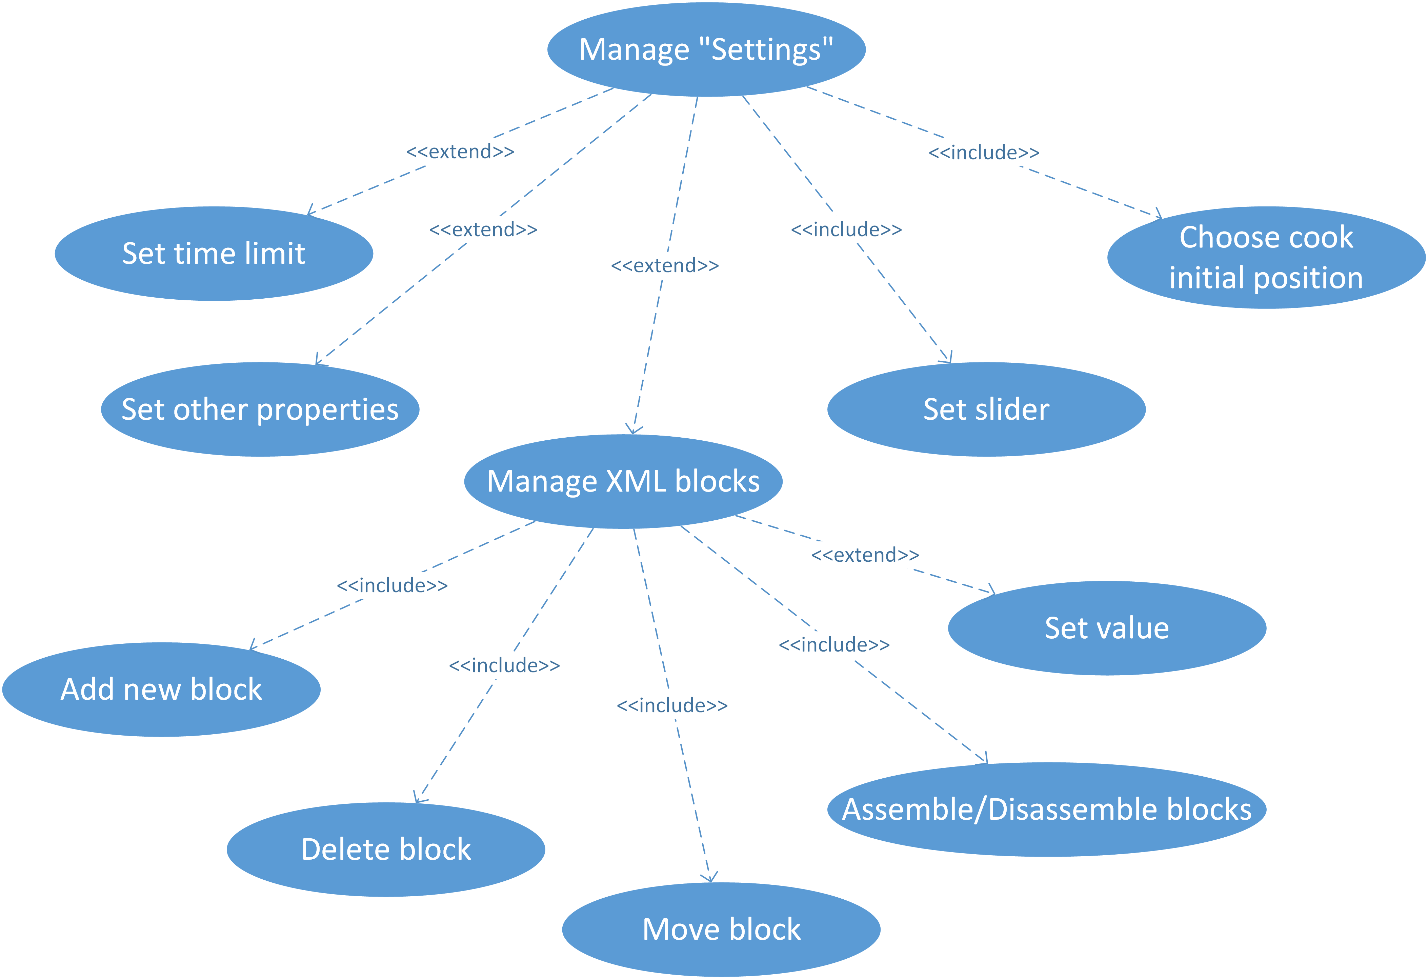 Manage "Settings"
<<extend>>
<<include>>
<<extend>>
<<include>>
<<extend>>
Set time limit
Choose cook
initial position
Set other properties
Set slider
Manage XML blocks
<<extend>>
<<include>>
<<include>>
<<include>>
<<include>>
Set value
Add new block
Assemble/Disassemble blocks
Delete block
Move block